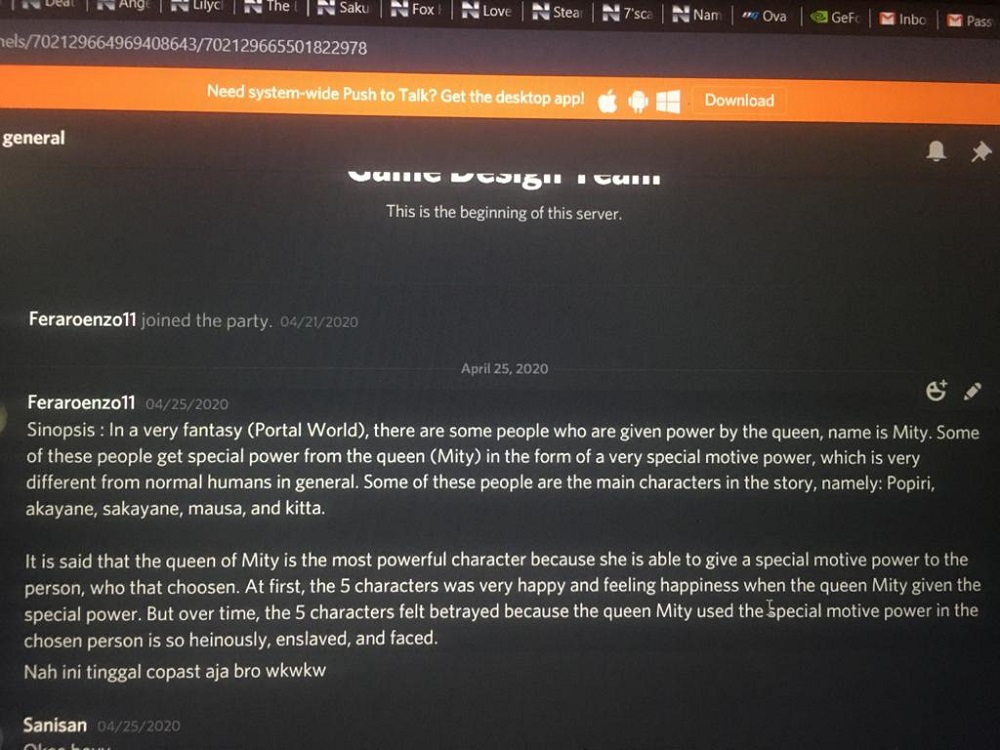 Ange
Lilycl
The
Saku
Fox
Love
Stea
7'sca
Nam
Ova
GeFc
Inbo
Pass
nels/702129664969408643/702129665501822978
Need system-wide Push to Talk? Get the desktop app! Download
general
Game Design Team
This is the beginning of this server.
Feraroenzo11 joined the party. 04/21/2020
April 25, 2020
Feraroenzo11 04/25/2020
Sinopsis : In a very fantasy (Portal World), there are some people who are given power by the queen, name is Mity. Some
of these people get special power from the queen (Mity) in the form of a very special motive power, which is very
different from normal humans in general. Some of these people are the main characters in the story, namely: Popiri,
akayane, sakayane, mausa, and kitta.
It is said that the queen of Mity is the most powerful character because she is able to give a special motive power to the
person, who that choosen. At first, the 5 characters was very happy and feeling happiness when the queen Mity given the
special power. But over time, the 5 characters felt betrayed because the queen Mity used the special motive power in the
chosen person is so heinously, enslaved, and faced.
Nah ini tinggal copast aja bro wkwkw
Sanisan 04/25/2020